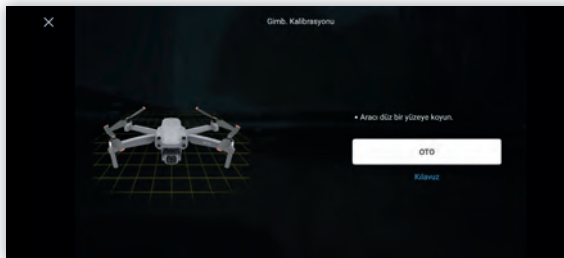 Gimb. Kalibrasyonu
• Aracı düz bir yüzeye koyun.
OTO
Kılavuz